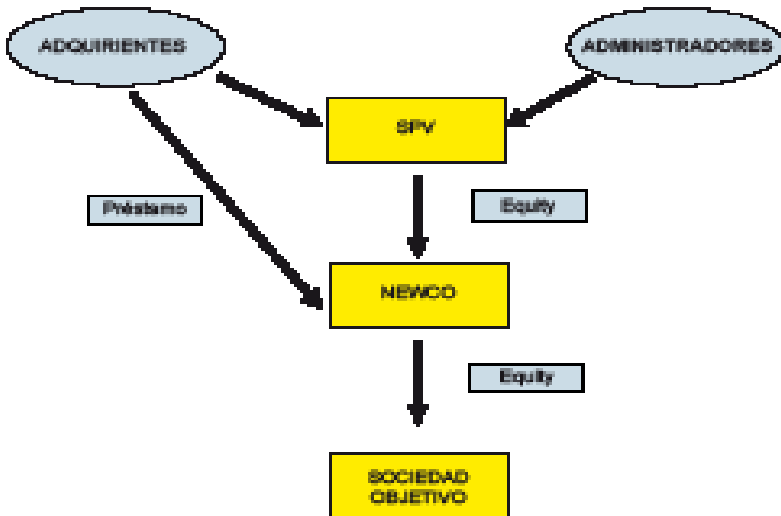 ADQUIRIENTES
ADMINISTRADORES
SPV
Préstamo
Equity
NEWCO
Equity
SOCIEDAD
OBJETIVO